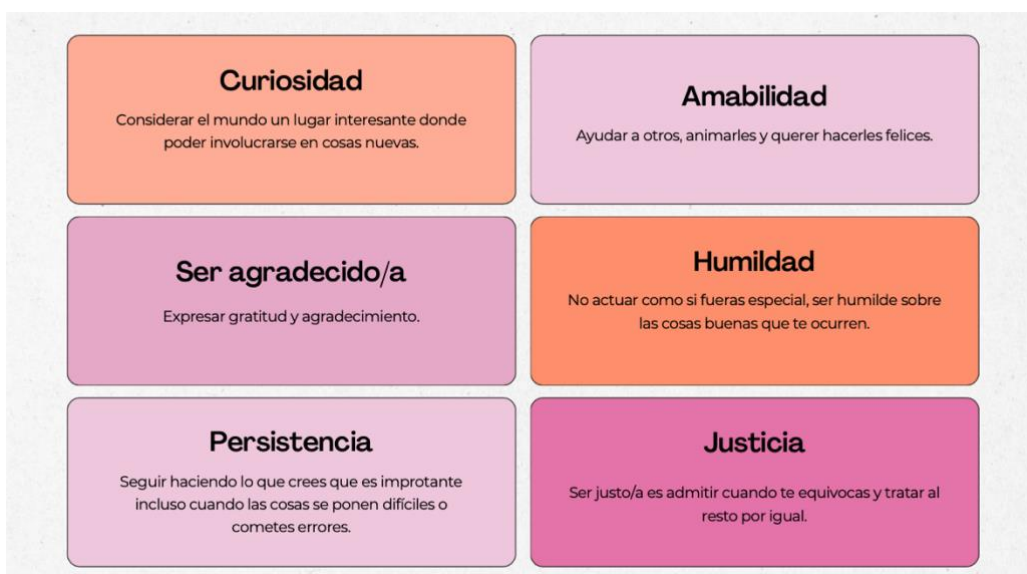 Curiosidad
Considerar el mundo un lugar interesante donde
poder involucrarse en cosas nuevas.
Amabilidad
Ayudar a otros, animarles y querer hacerles felices.
Ser agradecido/a
Expresar gratitud y agradecimiento.
Humildad
No actuar como si fueras especial, ser humilde sobre
las cosas buenas que te ocurren.
Persistencia
Seguir haciendo lo que crees que es improtante
incluso cuando las cosas se ponen difíciles o
cometes errores.
Justicia
Ser justo/a es admitir cuando te equivocas y tratar al
resto por igual.